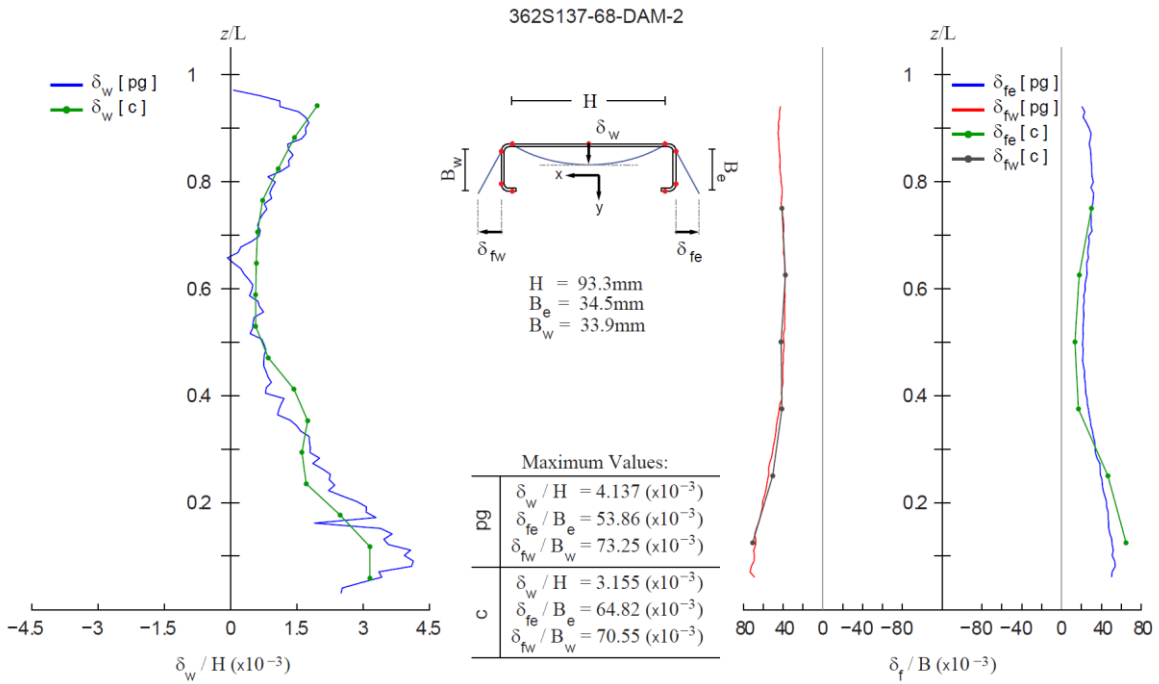 362S137-68-DAM-2
z/L
δw [ pg ]
δw [ c ]
1
0.8
0.6
0.4
0.2
−4.5 −3 −1.5 0 1.5 3 4.5
δw / H (x10⁻³)
H
δw
Bw
Be
x
y
δfw
δfe
H = 93.3mm
Be = 34.5mm
Bw = 33.9mm
Maximum Values:
pg
δw / H = 4.137 (x10⁻³)
δfe / Be = 53.86 (x10⁻³)
δfw / Bw = 73.25 (x10⁻³)
c
δw / H = 3.155 (x10⁻³)
δfe / Be = 64.82 (x10⁻³)
δfw / Bw = 70.55 (x10⁻³)
z/L
δfe [ pg ]
δfw [ pg ]
δfe [ c ]
δfw [ c ]
1
0.8
0.6
0.4
0.2
80 40 0 −40 −80 −80 −40 0 40 80
δf / B (x10⁻³)